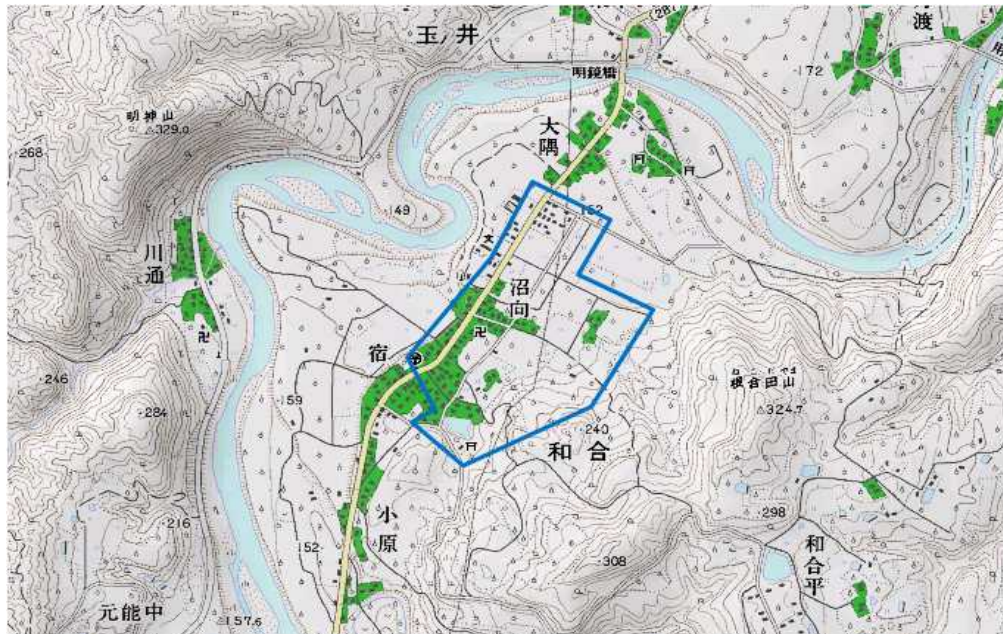 玉ノ井
渡
明鏡橋
・172
明神山
△329.0
大隅
・268
・149
川通
沼向
宿
・246
・159
・284
根合田山
△324.7
・240
和合
小原
・216
・152
・298
・308
和合平
元能中
△157.6